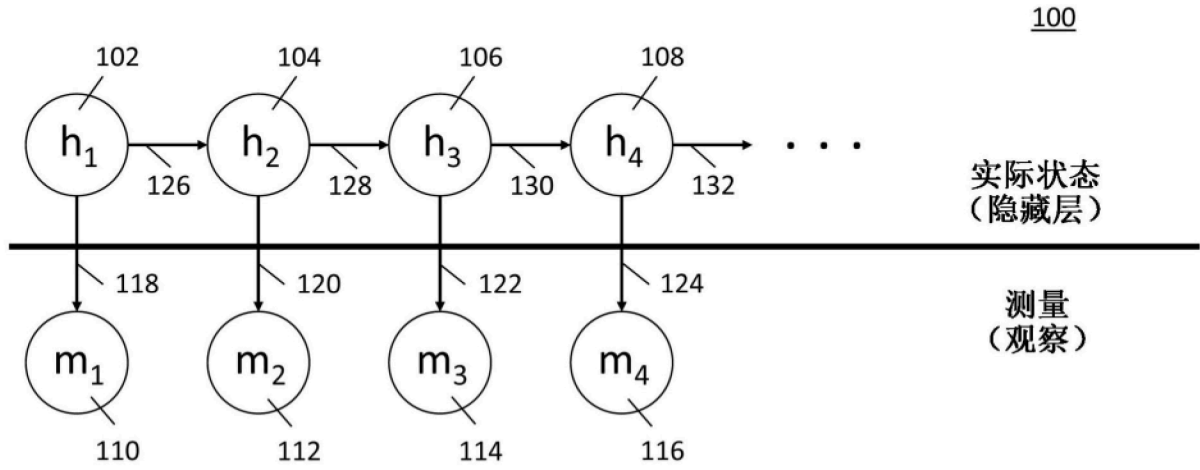 100
102 104 106 108
h₁ h₂ h₃ h₄ . . .
126 128 130 132
实际状态
（隐藏层）
118 120 122 124
测量
（观察）
m₁ m₂ m₃ m₄
110 112 114 116